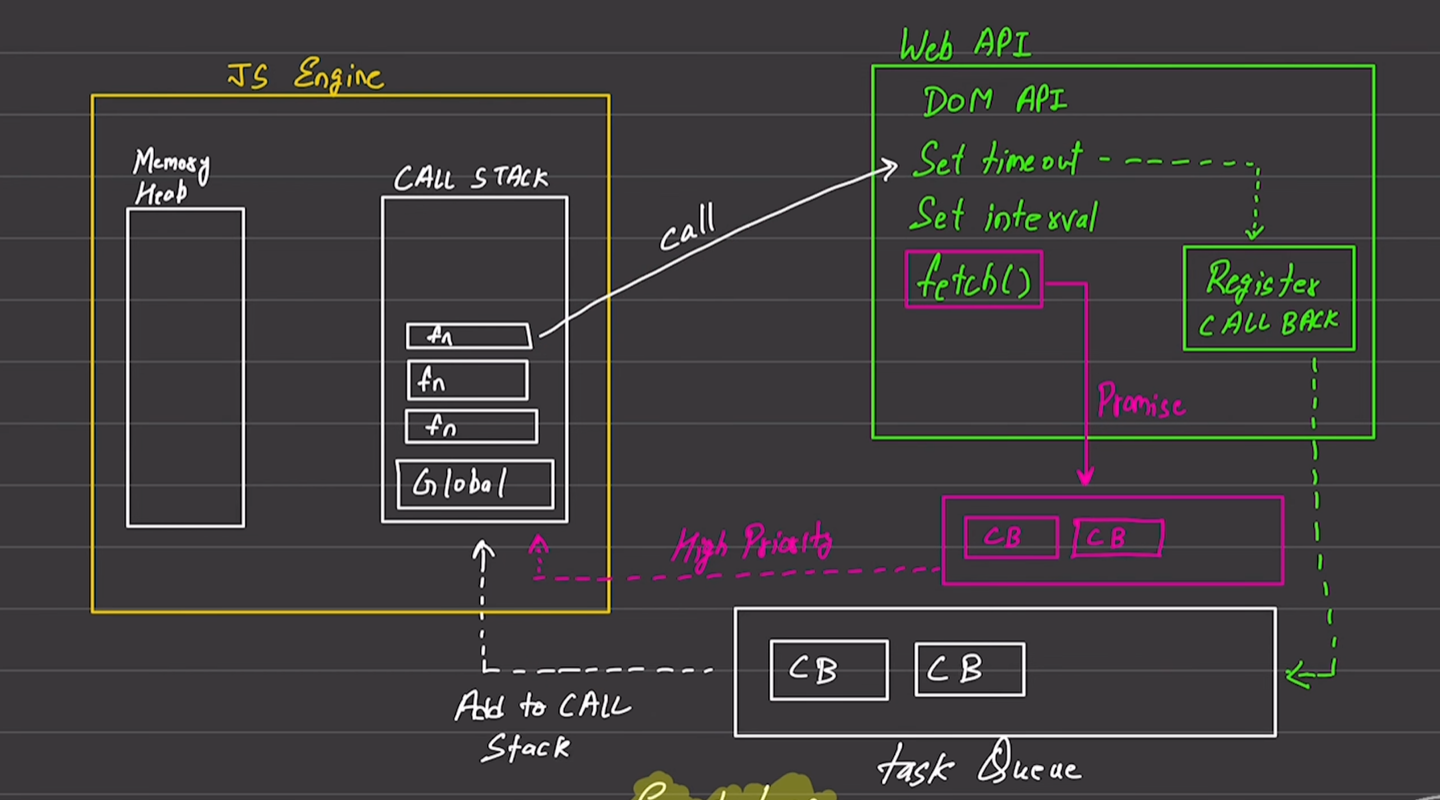 JS Engine
Memory
Heap
CALL STACK
fn
fn
fn
Global
call
Web API
DOM API
Set timeout
Set interval
fetch()
Register
CALL BACK
Promise
High Priority
CB CB
CB CB
Add to CALL
Stack
task Queue